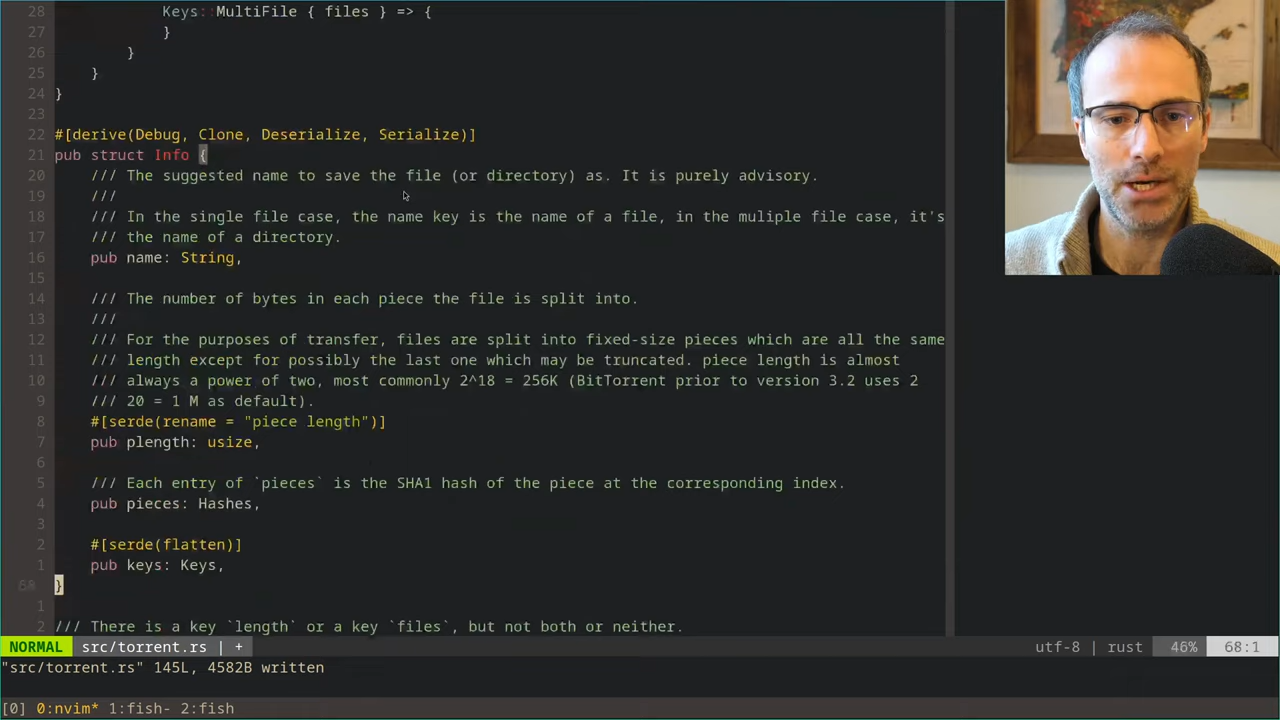 28 Keys::MultiFile { files } => {
27 }
26 }
25 }
24 }
23
22 #[derive(Debug, Clone, Deserialize, Serialize)]
21 pub struct Info {
20 /// The suggested name to save the file (or directory) as. It is purely advisory.
19 ///
18 /// In the single file case, the name key is the name of a file, in the muliple file case, it's
17 /// the name of a directory.
16 pub name: String,
15
14 /// The number of bytes in each piece the file is split into.
13 ///
12 /// For the purposes of transfer, files are split into fixed-size pieces which are all the same
11 /// length except for possibly the last one which may be truncated. piece length is almost
10 /// always a power of two, most commonly 2^18 = 256K (BitTorrent prior to version 3.2 uses 2
9 /// 20 = 1 M as default).
8 #[serde(rename = "piece length")]
7 pub plength: usize,
6
5 /// Each entry of `pieces` is the SHA1 hash of the piece at the corresponding index.
4 pub pieces: Hashes,
3
2 #[serde(flatten)]
1 pub keys: Keys,
68 }
1
2 /// There is a key `length` or a key `files`, but not both or neither.
NORMAL src/torrent.rs | + utf-8 | rust 46% 68:1
"src/torrent.rs" 145L, 4582B written
[0] 0:nvim* 1:fish- 2:fish